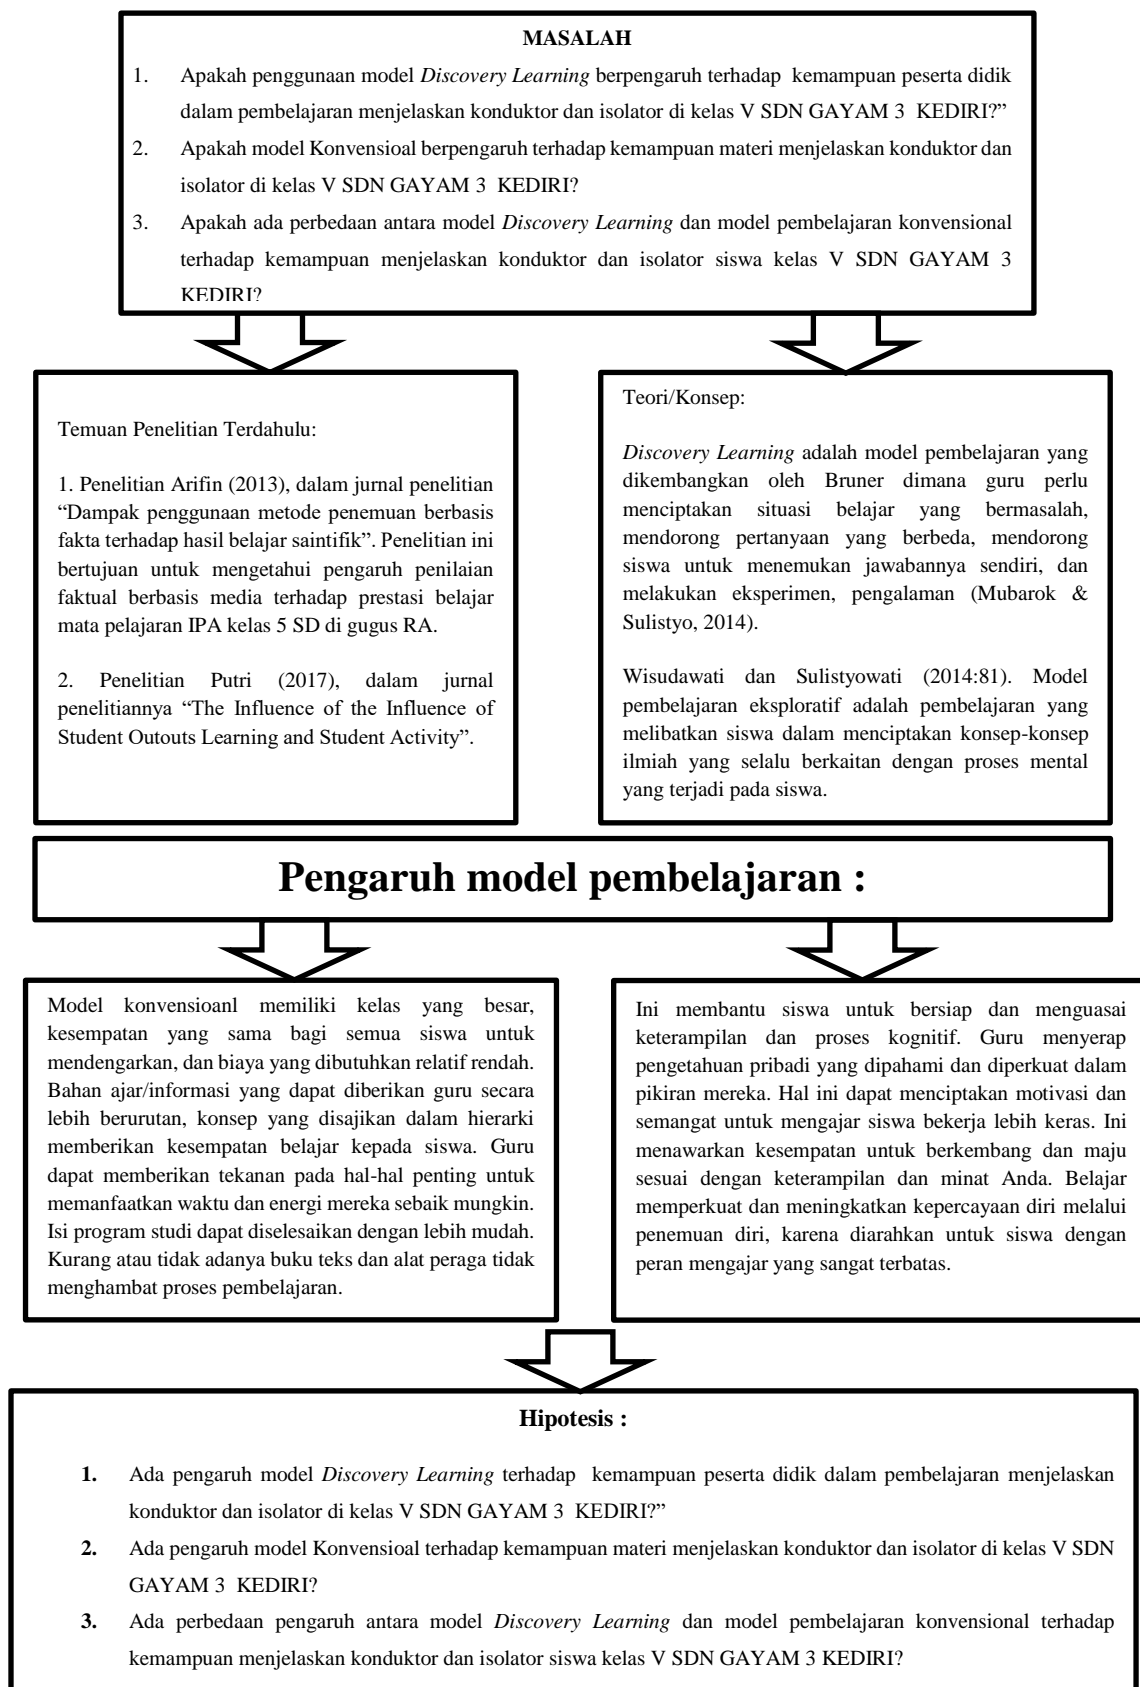 MASALAH
1. Apakah penggunaan model Discovery Learning berpengaruh terhadap kemampuan peserta didik
dalam pembelajaran menjelaskan konduktor dan isolator di kelas V SDN GAYAM 3 KEDIRI?”
2. Apakah model Konvensioal berpengaruh terhadap kemampuan materi menjelaskan konduktor dan
isolator di kelas V SDN GAYAM 3 KEDIRI?
3. Apakah ada perbedaan antara model Discovery Learning dan model pembelajaran konvensional
terhadap kemampuan menjelaskan konduktor dan isolator siswa kelas V SDN GAYAM 3
KEDIRI?
Temuan Penelitian Terdahulu:
1. Penelitian Arifin (2013), dalam jurnal penelitian
“Dampak penggunaan metode penemuan berbasis
fakta terhadap hasil belajar saintifik”. Penelitian ini
bertujuan untuk mengetahui pengaruh penilaian
faktual berbasis media terhadap prestasi belajar
mata pelajaran IPA kelas 5 SD di gugus RA.
2. Penelitian Putri (2017), dalam jurnal
penelitiannya “The Influence of the Influence of
Student Outouts Learning and Student Activity”.
Teori/Konsep:
Discovery Learning adalah model pembelajaran yang
dikembangkan oleh Bruner dimana guru perlu
menciptakan situasi belajar yang bermasalah,
mendorong pertanyaan yang berbeda, mendorong
siswa untuk menemukan jawabannya sendiri, dan
melakukan eksperimen, pengalaman (Mubarok &
Sulistyo, 2014).
Wisudawati dan Sulistyowati (2014:81). Model
pembelajaran eksploratif adalah pembelajaran yang
melibatkan siswa dalam menciptakan konsep-konsep
ilmiah yang selalu berkaitan dengan proses mental
yang terjadi pada siswa.
Pengaruh model pembelajaran :
Model konvensioanl memiliki kelas yang besar,
kesempatan yang sama bagi semua siswa untuk
mendengarkan, dan biaya yang dibutuhkan relatif rendah.
Bahan ajar/informasi yang dapat diberikan guru secara
lebih berurutan, konsep yang disajikan dalam hierarki
memberikan kesempatan belajar kepada siswa. Guru
dapat memberikan tekanan pada hal-hal penting untuk
memanfaatkan waktu dan energi mereka sebaik mungkin.
Isi program studi dapat diselesaikan dengan lebih mudah.
Kurang atau tidak adanya buku teks dan alat peraga tidak
menghambat proses pembelajaran.
Ini membantu siswa untuk bersiap dan menguasai
keterampilan dan proses kognitif. Guru menyerap
pengetahuan pribadi yang dipahami dan diperkuat dalam
pikiran mereka. Hal ini dapat menciptakan motivasi dan
semangat untuk mengajar siswa bekerja lebih keras. Ini
menawarkan kesempatan untuk berkembang dan maju
sesuai dengan keterampilan dan minat Anda. Belajar
memperkuat dan meningkatkan kepercayaan diri melalui
penemuan diri, karena diarahkan untuk siswa dengan
peran mengajar yang sangat terbatas.
Hipotesis :
1. Ada pengaruh model Discovery Learning terhadap kemampuan peserta didik dalam pembelajaran menjelaskan
konduktor dan isolator di kelas V SDN GAYAM 3 KEDIRI?”
2. Ada pengaruh model Konvensioal terhadap kemampuan materi menjelaskan konduktor dan isolator di kelas V SDN
GAYAM 3 KEDIRI?
3. Ada perbedaan pengaruh antara model Discovery Learning dan model pembelajaran konvensional terhadap
kemampuan menjelaskan konduktor dan isolator siswa kelas V SDN GAYAM 3 KEDIRI?